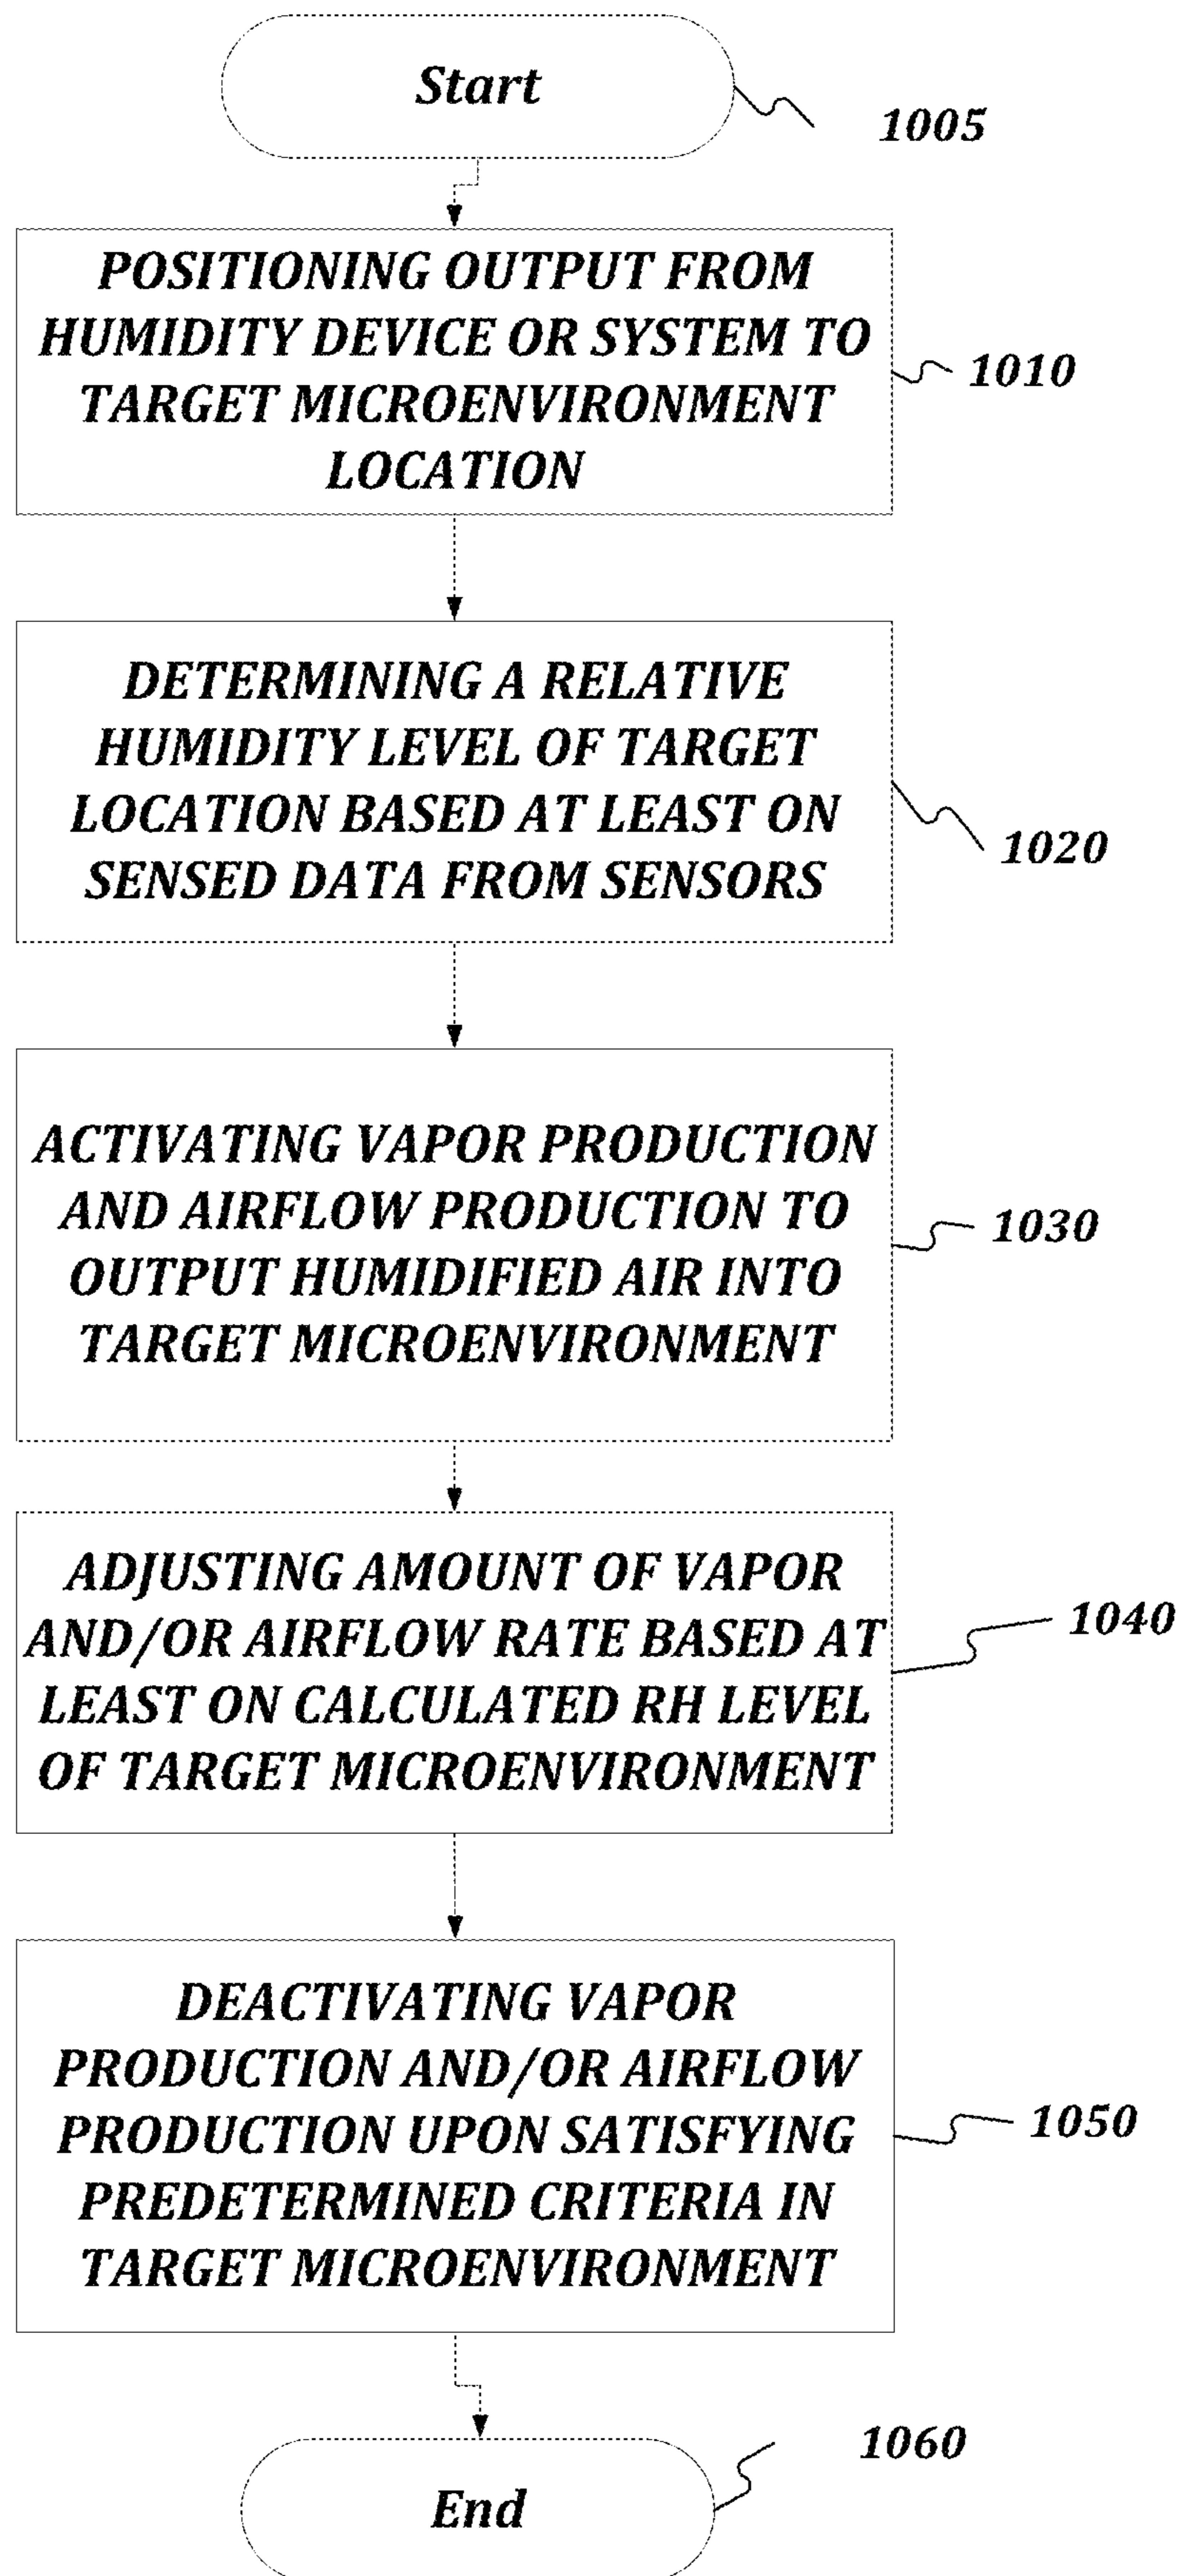 Start
1005
POSITIONING OUTPUT FROM
HUMIDITY DEVICE OR SYSTEM TO
TARGET MICROENVIRONMENT
LOCATION
1010
DETERMINING A RELATIVE
HUMIDITY LEVEL OF TARGET
LOCATION BASED AT LEAST ON
SENSED DATA FROM SENSORS
1020
ACTIVATING VAPOR PRODUCTION
AND AIRFLOW PRODUCTION TO
OUTPUT HUMIDIFIED AIR INTO
TARGET MICROENVIRONMENT
1030
ADJUSTING AMOUNT OF VAPOR
AND/OR AIRFLOW RATE BASED AT
LEAST ON CALCULATED RH LEVEL
OF TARGET MICROENVIRONMENT
1040
DEACTIVATING VAPOR
PRODUCTION AND/OR AIRFLOW
PRODUCTION UPON SATISFYING
PREDETERMINED CRITERIA IN
TARGET MICROENVIRONMENT
1050
1060
End